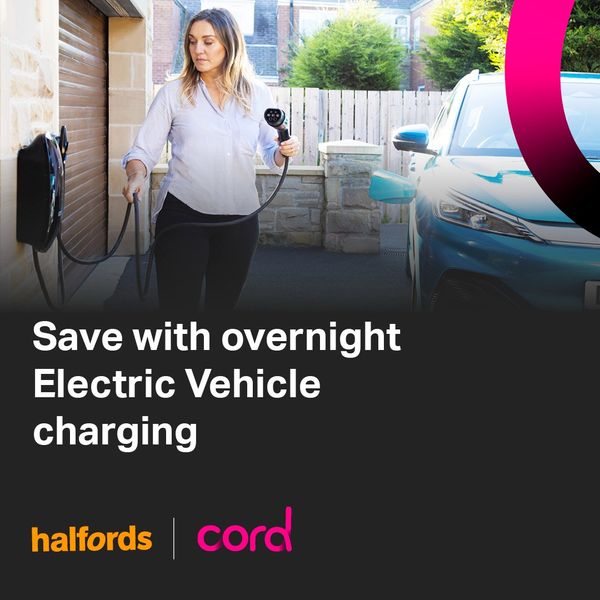 Save with overnight
Electric Vehicle
charging
halfords
cord